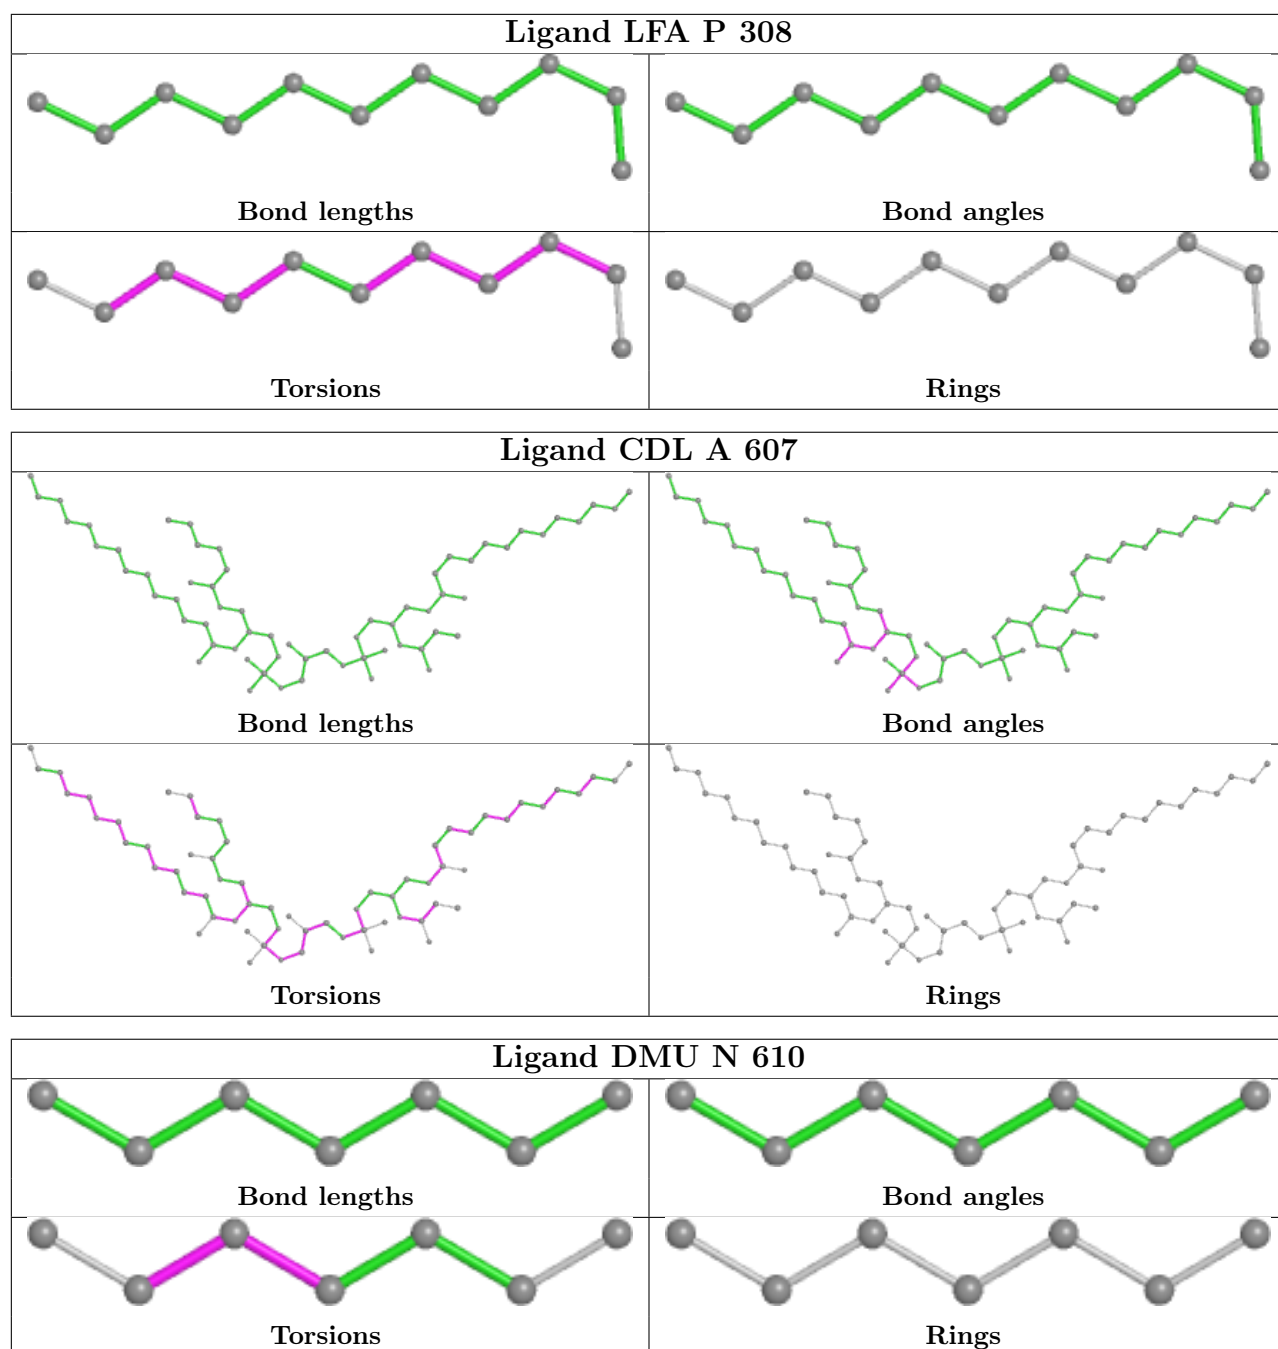 Ligand LFA P 308
Bond lengths
Bond angles
Torsions
Rings
Ligand CDL A 607
Bond lengths
Bond angles
Torsions
Rings
Ligand DMU N 610
Bond lengths
Bond angles
Torsions
Rings